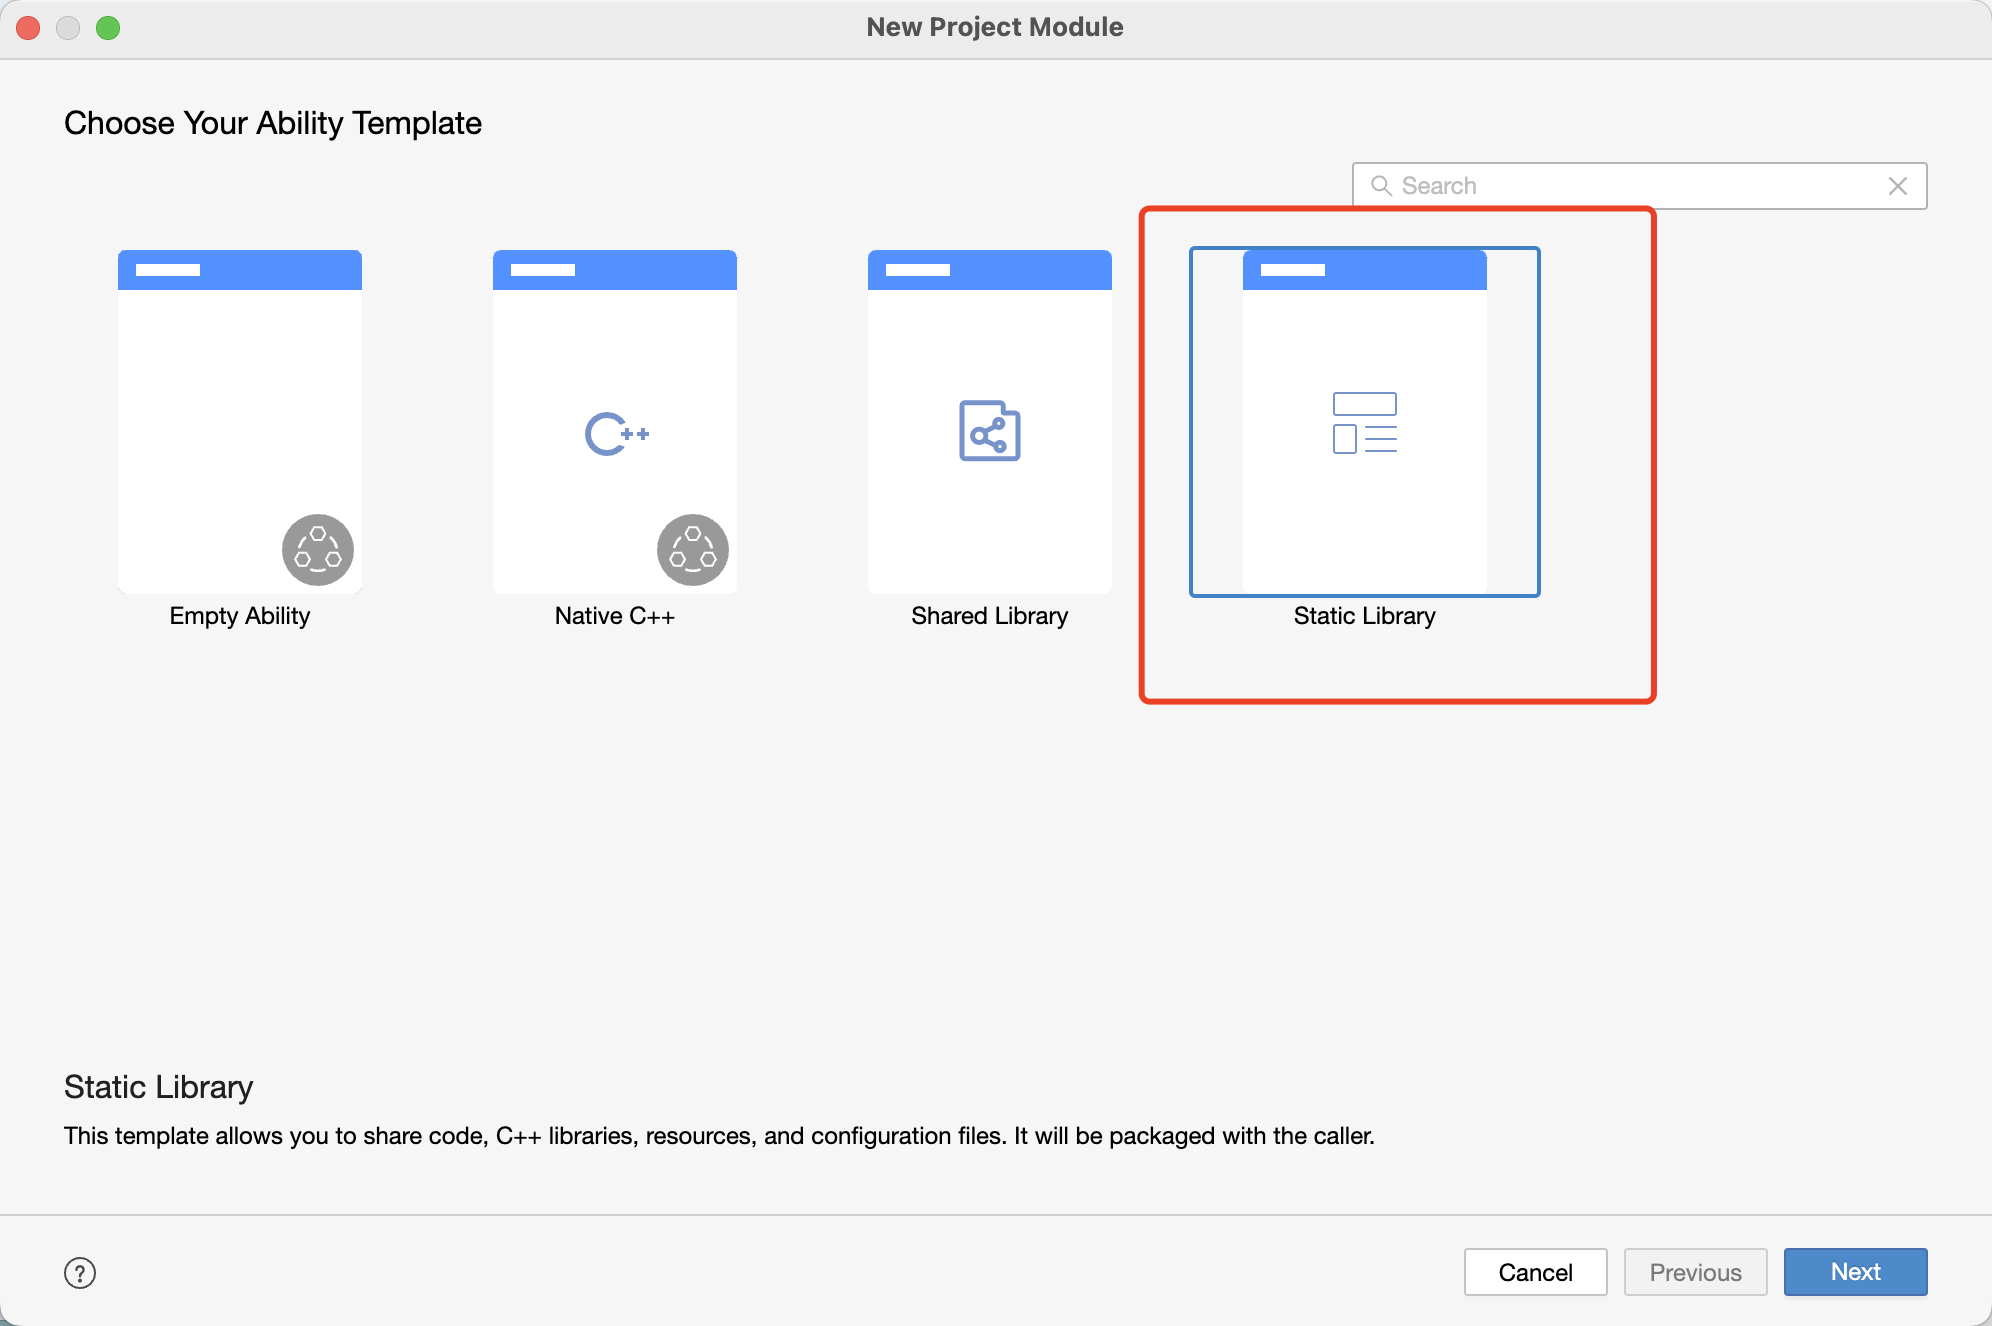 New Project Module
Choose Your Ability Template
Search
C++
Empty Ability
Native C++
Shared Library
Static Library
Static Library
This template allows you to share code, C++ libraries, resources, and configuration files. It will be packaged with the caller.
?
Cancel
Previous
Next